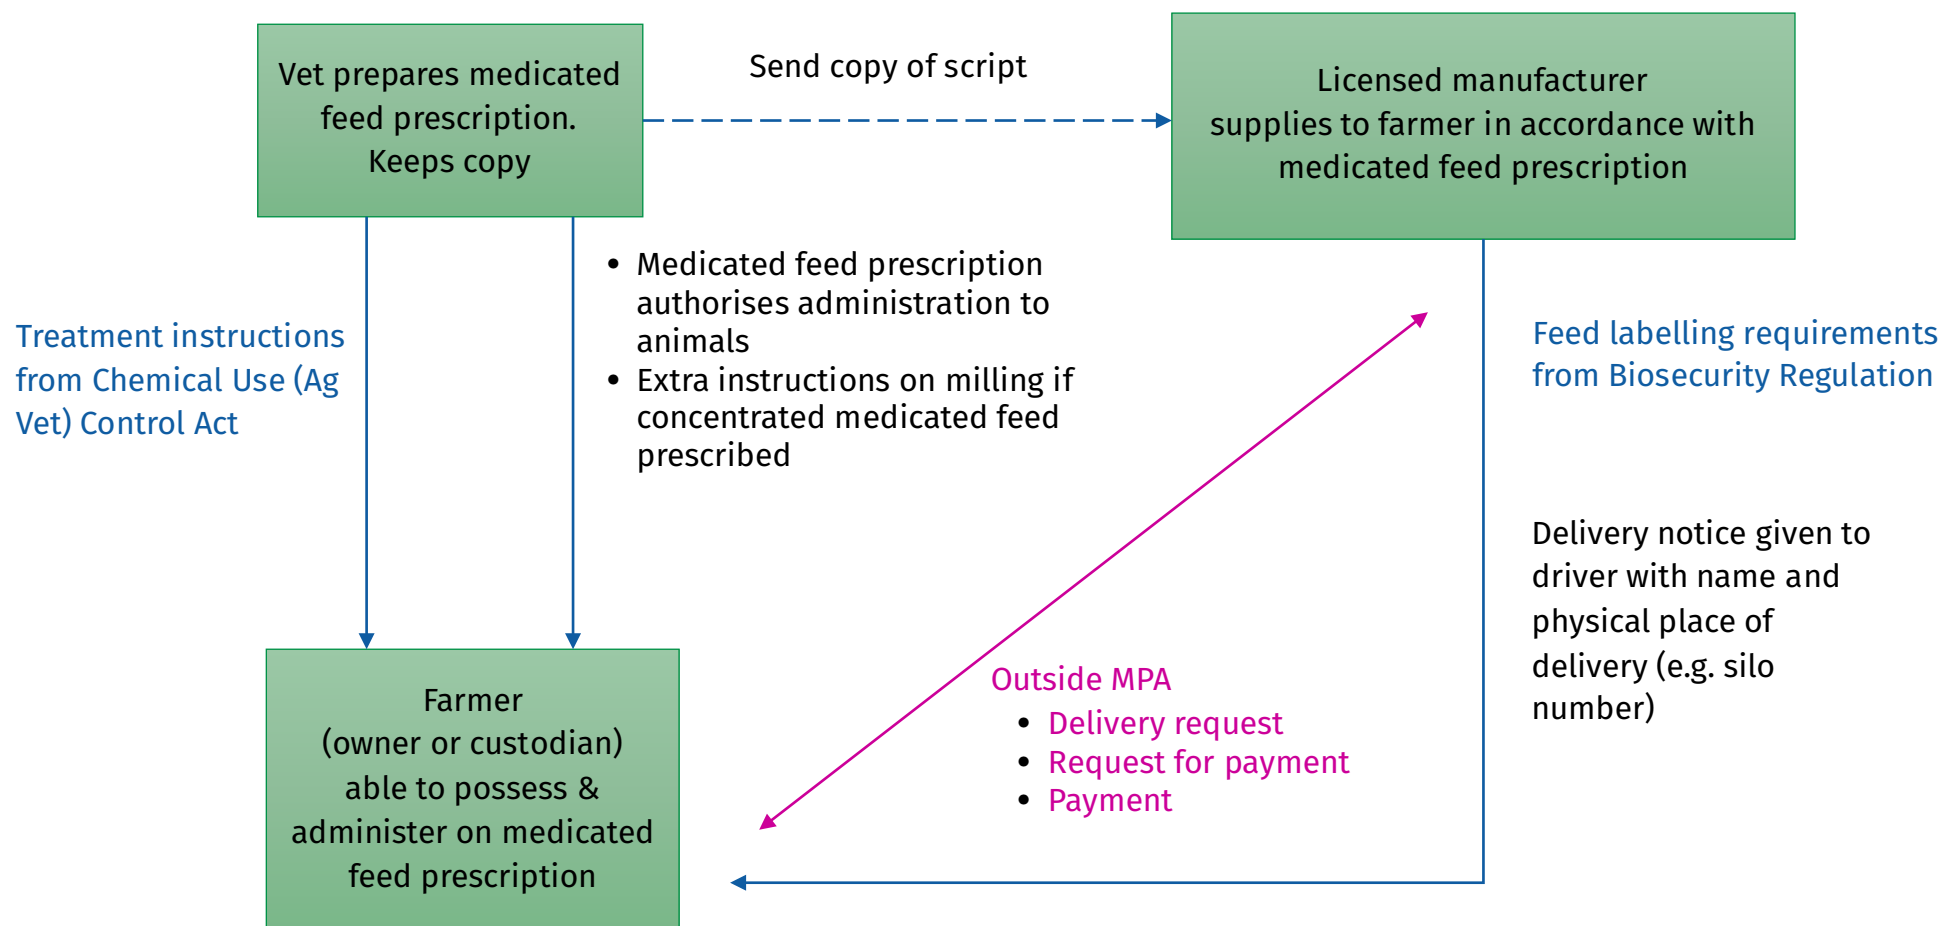 Vet prepares medicated
feed prescription.
Keeps copy
Send copy of script
Licensed manufacturer
supplies to farmer in accordance with
medicated feed prescription
Treatment instructions
from Chemical Use (Ag
Vet) Control Act
• Medicated feed prescription
authorises administration to
animals
• Extra instructions on milling if
concentrated medicated feed
prescribed
Feed labelling requirements
from Biosecurity Regulation
Delivery notice given to
driver with name and
physical place of
delivery (e.g. silo
number)
Outside MPA
• Delivery request
• Request for payment
• Payment
Farmer
(owner or custodian)
able to possess &
administer on medicated
feed prescription